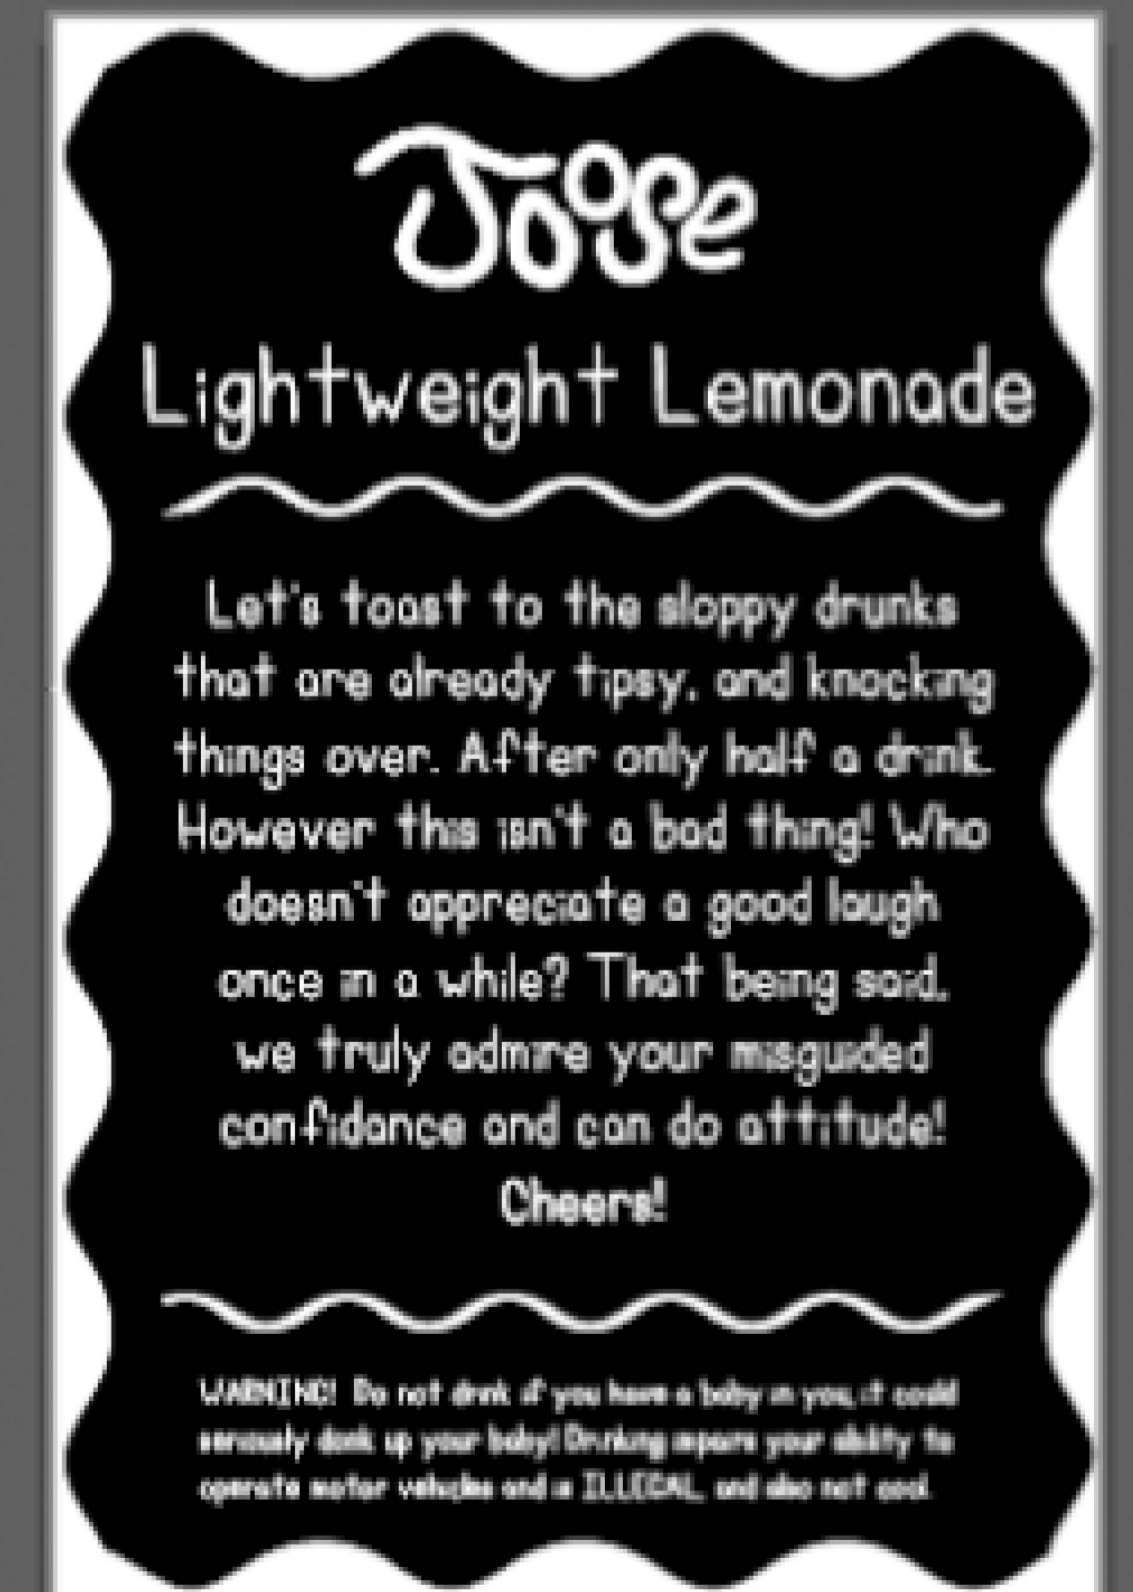 Joose
Lightweight Lemonade
Let's toast to the sloppy drunks
that are already tipsy, and knocking
things over. After only half a drink.
However this isn't a bad thing! Who
doesn't appreciate a good laugh
once in a while? That being said,
we truly admire your misguided
confidance and can do attitude!
Cheers!
WARNING! Do not drink if you have a baby in you, it could
seriously donk up your baby! Drinking impairs your ability to
operate motor vehicles and is ILLEGAL, and also not cool.